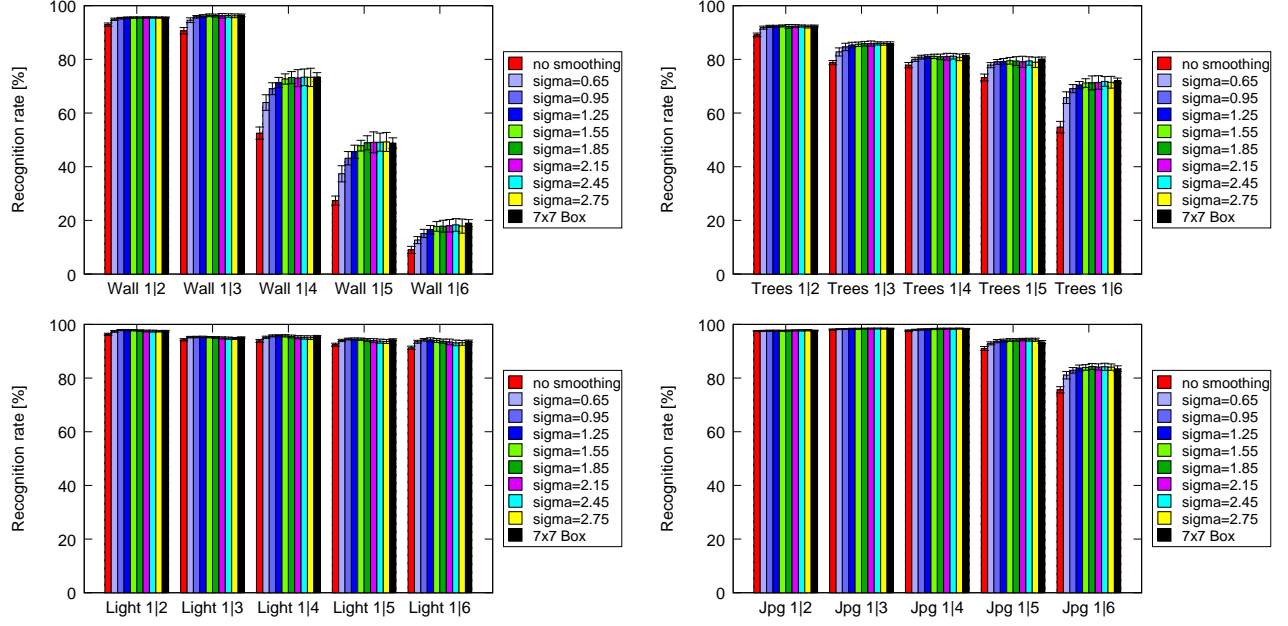 100
80
60
40
20
0
Recognition rate [%]
Wall 1|2 Wall 1|3 Wall 1|4 Wall 1|5 Wall 1|6
no smoothing
sigma=0.65
sigma=0.95
sigma=1.25
sigma=1.55
sigma=1.85
sigma=2.15
sigma=2.45
sigma=2.75
7x7 Box
100
80
60
40
20
0
Recognition rate [%]
Trees 1|2 Trees 1|3 Trees 1|4 Trees 1|5 Trees 1|6
no smoothing
sigma=0.65
sigma=0.95
sigma=1.25
sigma=1.55
sigma=1.85
sigma=2.15
sigma=2.45
sigma=2.75
7x7 Box
100
80
60
40
20
0
Recognition rate [%]
Light 1|2 Light 1|3 Light 1|4 Light 1|5 Light 1|6
no smoothing
sigma=0.65
sigma=0.95
sigma=1.25
sigma=1.55
sigma=1.85
sigma=2.15
sigma=2.45
sigma=2.75
7x7 Box
100
80
60
40
20
0
Recognition rate [%]
Jpg 1|2 Jpg 1|3 Jpg 1|4 Jpg 1|5 Jpg 1|6
no smoothing
sigma=0.65
sigma=0.95
sigma=1.25
sigma=1.55
sigma=1.85
sigma=2.15
sigma=2.45
sigma=2.75
7x7 Box